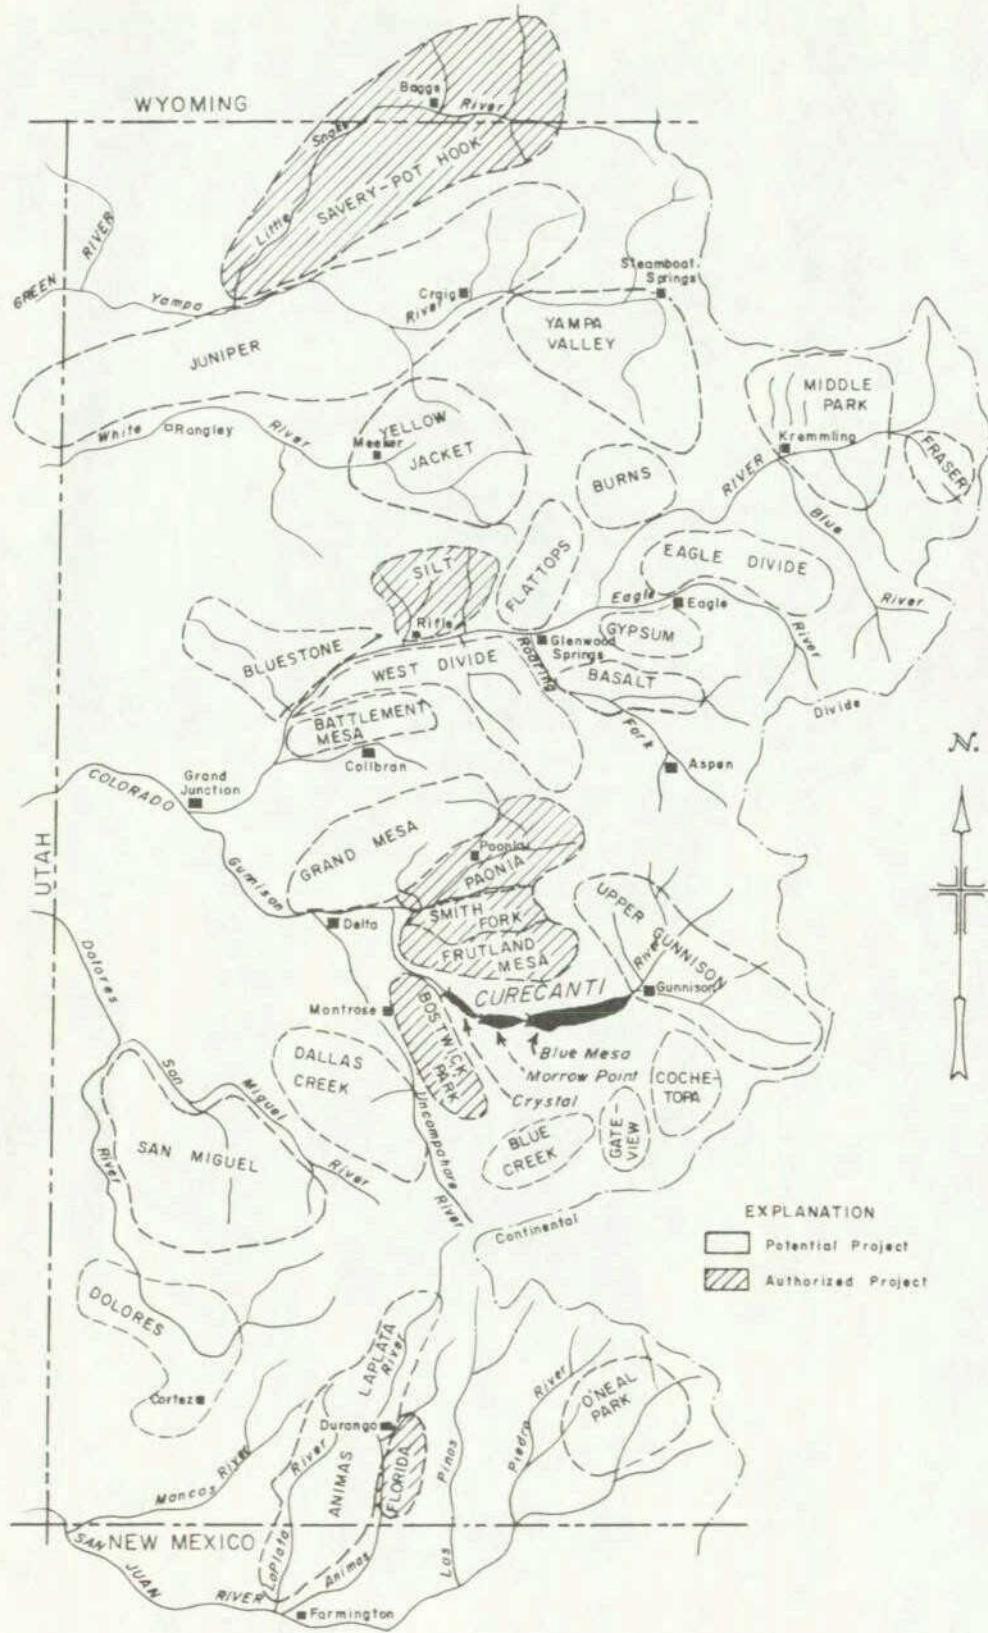 WYOMING
Baggs
Little Snake River
SAVERY-POT HOOK
GREEN RIVER
Yampa River
Craig
Steamboat
Springs
YAMPA
VALLEY
JUNIPER
White River
Rangley
Meeker
YELLOW
JACKET
MIDDLE
PARK
Kremmling
FRASER
BURNS
RIVER
Blue River
SILT
Rifle
FLATTOPS
EAGLE DIVIDE
Eagle River
Eagle
GYPSUM
Glenwood
Springs
BLUESTONE
WEST DIVIDE
Roaring Fork
BASALT
Divide
BATTLEMENT
MESA
Collbran
Aspen
N.
Grand
Junction
COLORADO
UTAH
GRAND MESA
Paonia
PAONIA
Gunnison
Delta
SMITH
FORK
FRUTLAND
MESA
UPPER GUNNISON
River
Gunnison
CURECANTI
Montrose
BOSTWICK
PARK
Blue Mesa
Morrow Point
Crystal
COCHE-
TOPA
GATE-
VIEW
BLUE
CREEK
DALLAS
CREEK
Uncompahgre River
Dolores River
San Miguel River
SAN MIGUEL
Continental
EXPLANATION
Potential Project
Authorized Project
DOLORES
Cortez
LAPLATA
River
Durango
River
ANIMAS
FLORIDA
Pinos
Piedra River
O'NEAL
PARK
Mancos River
NEW MEXICO
SAN JUAN RIVER
LaPlata
Animas
Los
Farmington